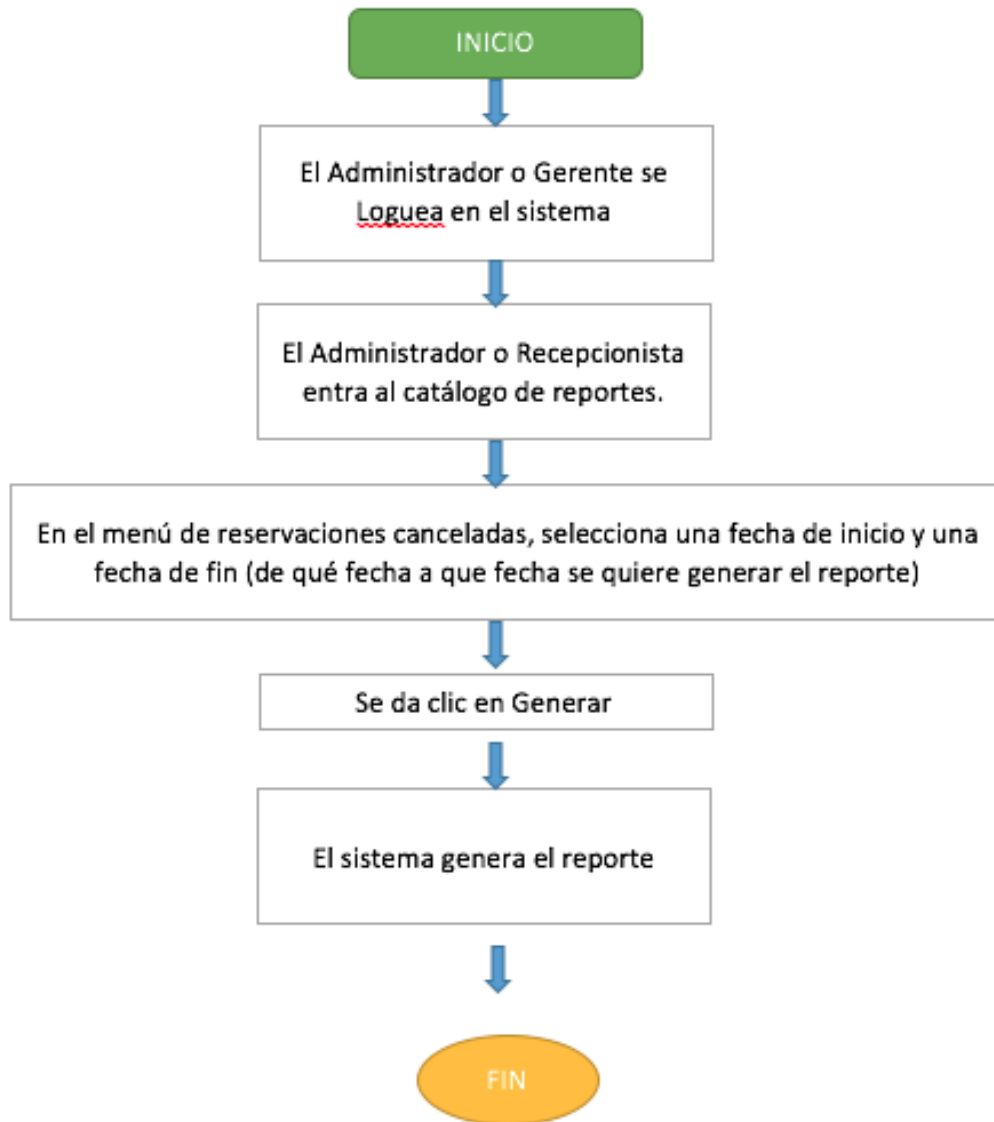 INICIO
El Administrador o Gerente se
Loguea en el sistema
El Administrador o Recepcionista
entra al catálogo de reportes.
En el menú de reservaciones canceladas, selecciona una fecha de inicio y una
fecha de fin (de qué fecha a que fecha se quiere generar el reporte)
Se da clic en Generar
El sistema genera el reporte
FIN